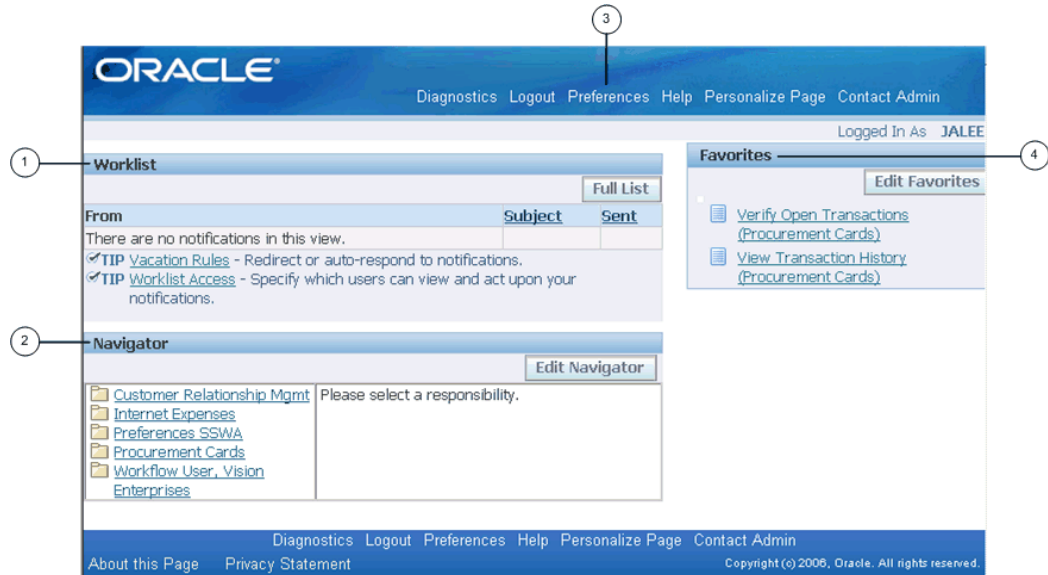 3
ORACLE®
Diagnostics Logout Preferences Help Personalize Page Contact Admin
Logged In As JALEE
1
Worklist
Full List
From Subject Sent
There are no notifications in this view.
TIP Vacation Rules - Redirect or auto-respond to notifications.
TIP Worklist Access - Specify which users can view and act upon your
notifications.
Favorites
4
Edit Favorites
Verify Open Transactions
(Procurement Cards)
View Transaction History
(Procurement Cards)
2
Navigator
Edit Navigator
Customer Relationship Mgmt
Internet Expenses
Preferences SSWA
Procurement Cards
Workflow User, Vision
Enterprises
Please select a responsibility.
Diagnostics Logout Preferences Help Personalize Page Contact Admin
About this Page Privacy Statement
Copyright (c) 2006, Oracle. All rights reserved.